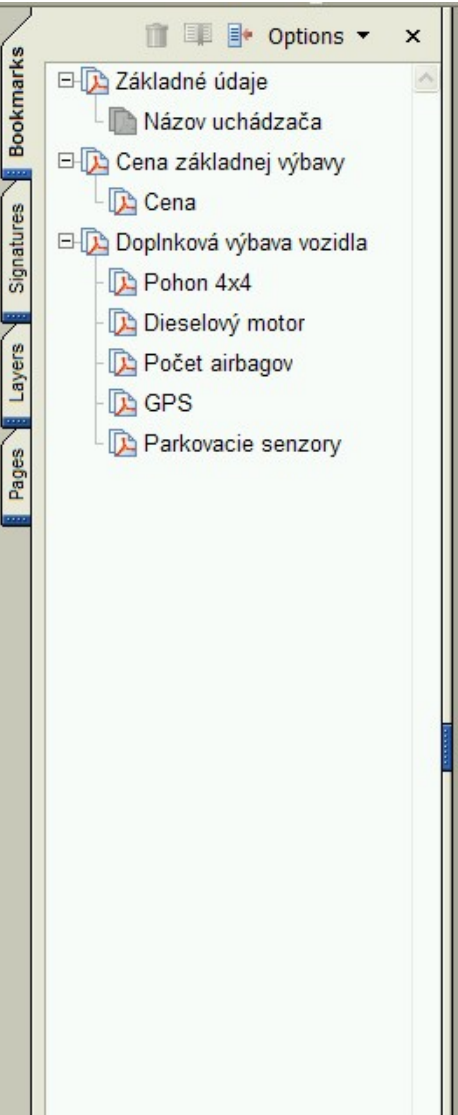 Options
Bookmarks
Signatures
Layers
Pages
Základné údaje
Názov uchádzača
Cena základnej výbavy
Cena
Doplnková výbava vozidla
Pohon 4x4
Dieselový motor
Počet airbagov
GPS
Parkovacie senzory